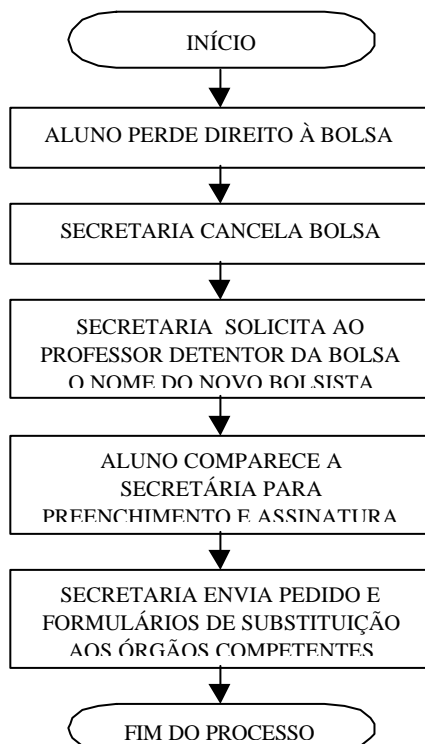 INÍCIO
ALUNO PERDE DIREITO À BOLSA
SECRETARIA CANCELA BOLSA
SECRETARIA SOLICITA AO
PROFESSOR DETENTOR DA BOLSA
O NOME DO NOVO BOLSISTA
ALUNO COMPARECE A
SECRETÁRIA PARA
PREENCHIMENTO E ASSINATURA
SECRETARIA ENVIA PEDIDO E
FORMULÁRIOS DE SUBSTITUIÇÃO
AOS ÓRGÃOS COMPETENTES
FIM DO PROCESSO